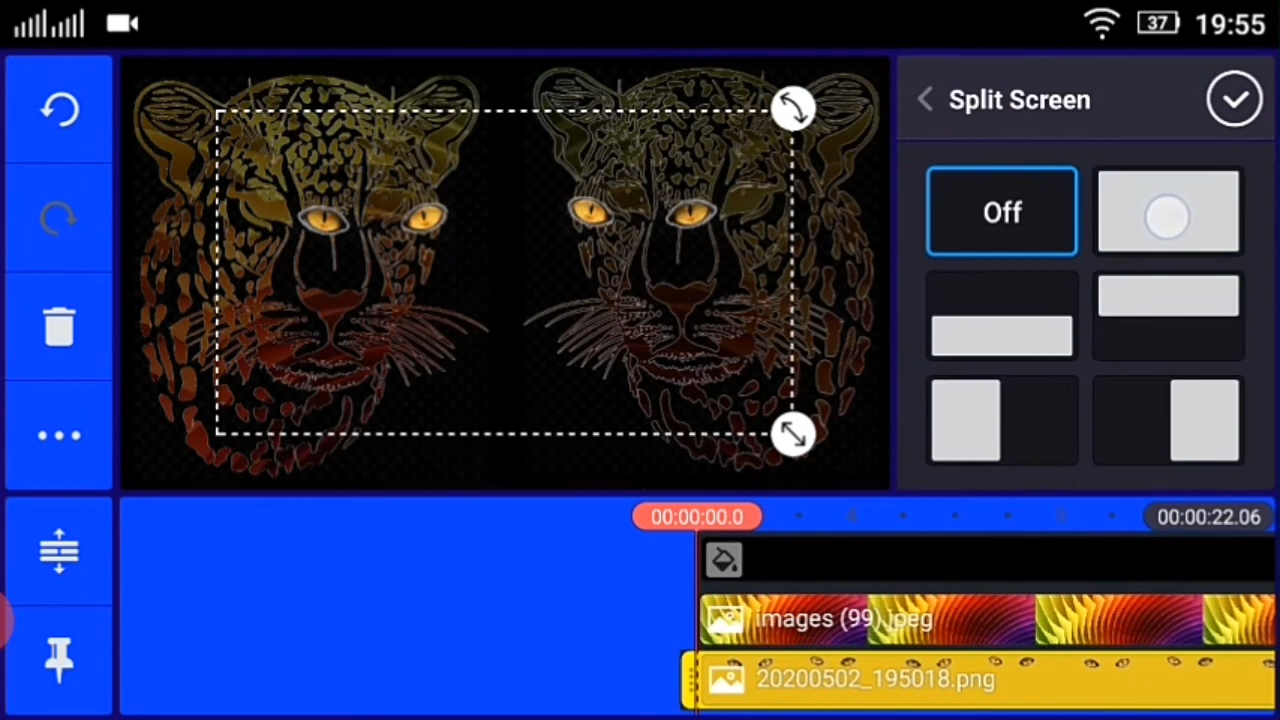 37 19:55
Split Screen
Off
00:00:00.0
00:00:22.06
images (99).jpeg
20200502_195018.png